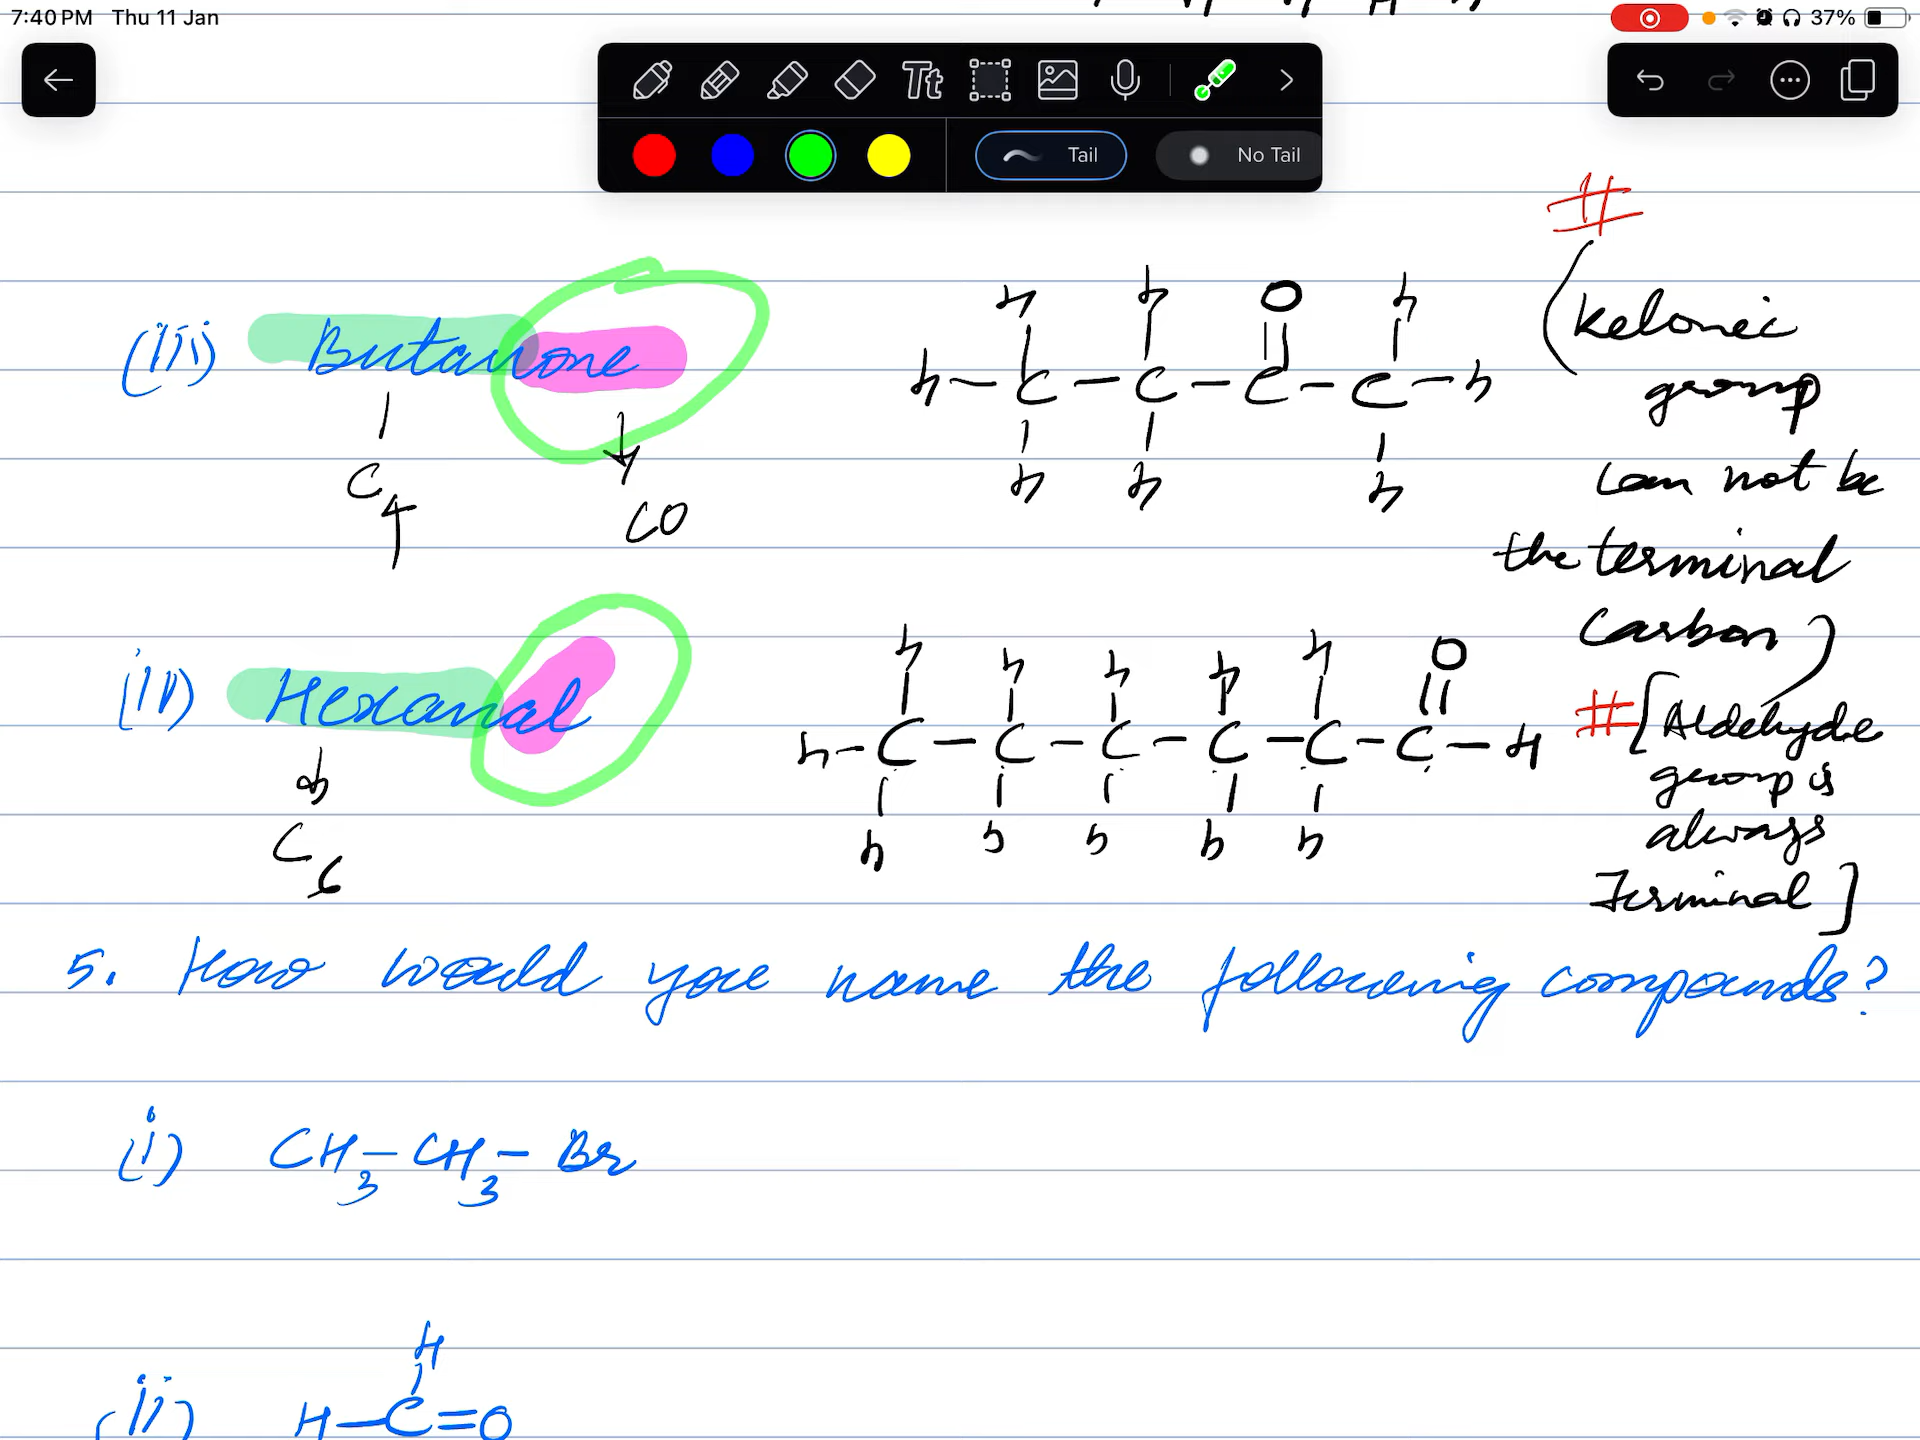 7:40 PM Thu 11 Jan
37%
Tt
Tail
No Tail
#
(iii) Butanone
C4
CO
H H O H
H-C-C-C-C-H
H H H
(Ketonic
group
can not be
the terminal
Carbon)
(iv) Hexanal
C6
H H H H H O
H-C-C-C-C-C-C-H
H H H H H
# [Aldehyde
group is
always
Terminal]
5. How would you name the following compounds?
(i) CH3-CH3-Br
H
(ii) H-C=O